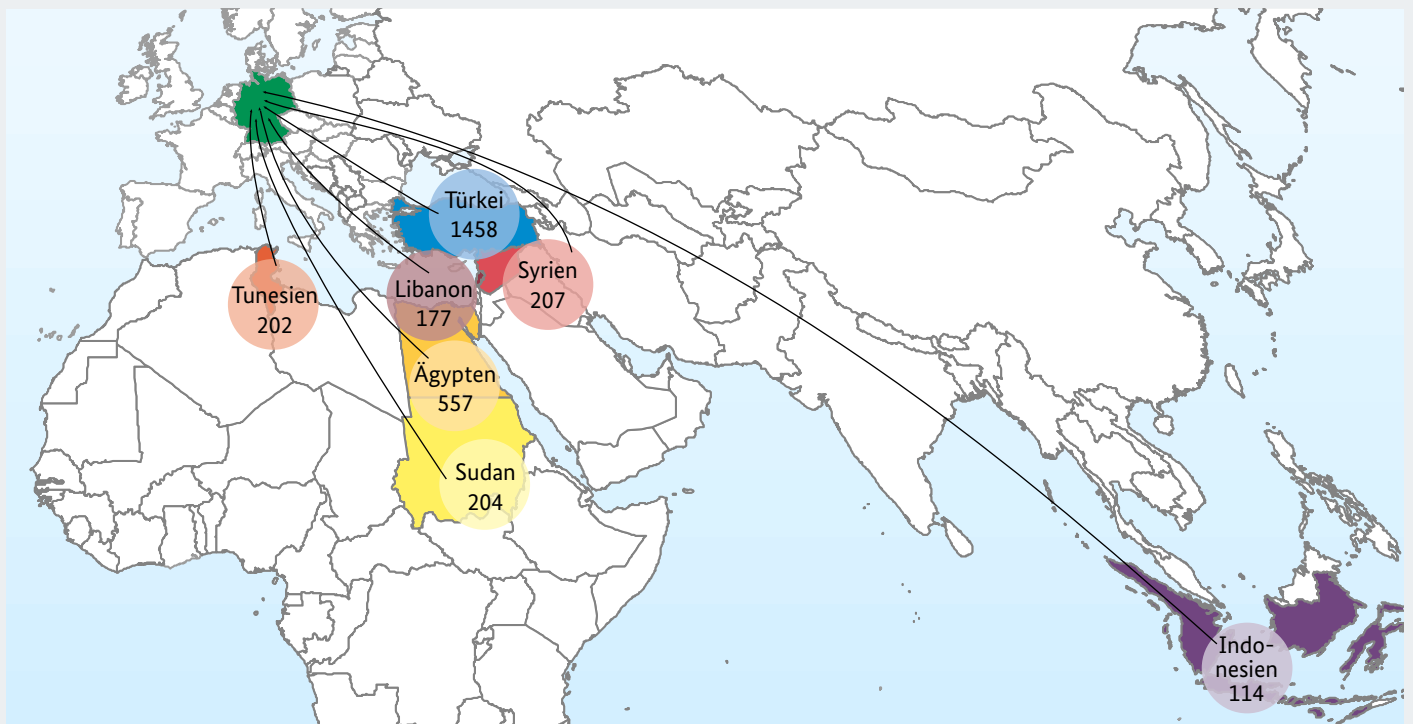 Türkei
1458
Syrien
207
Libanon
177
Tunesien
202
Ägypten
557
Sudan
204
Indo-
nesien
114